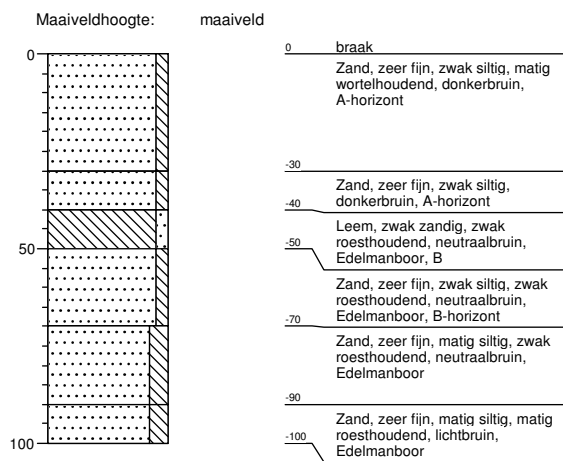 Maaiveldhoogte: maaiveld
0
50
100
0 braak
Zand, zeer fijn, zwak siltig, matig
wortelhoudend, donkerbruin,
A-horizont
-30
Zand, zeer fijn, zwak siltig,
donkerbruin, A-horizont
-40
Leem, zwak zandig, zwak
roesthoudend, neutraalbruin,
Edelmanboor, B
-50
Zand, zeer fijn, zwak siltig, zwak
roesthoudend, neutraalbruin,
Edelmanboor, B-horizont
-70
Zand, zeer fijn, matig siltig, zwak
roesthoudend, neutraalbruin,
Edelmanboor
-90
Zand, zeer fijn, matig siltig, matig
roesthoudend, lichtbruin,
Edelmanboor
-100